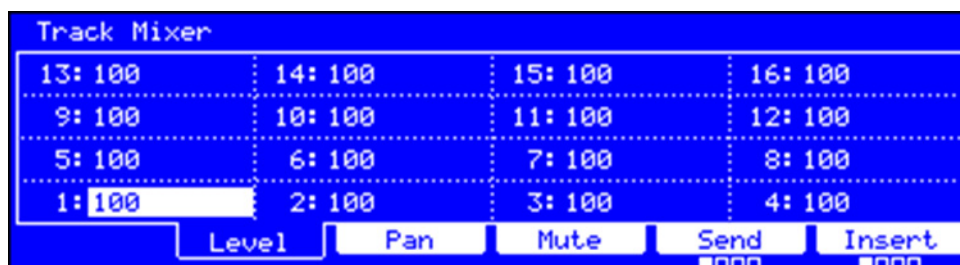 Track Mixer
13: 100 14: 100 15: 100 16: 100
9: 100 10: 100 11: 100 12: 100
5: 100 6: 100 7: 100 8: 100
1: 100 2: 100 3: 100 4: 100
Level Pan Mute Send Insert